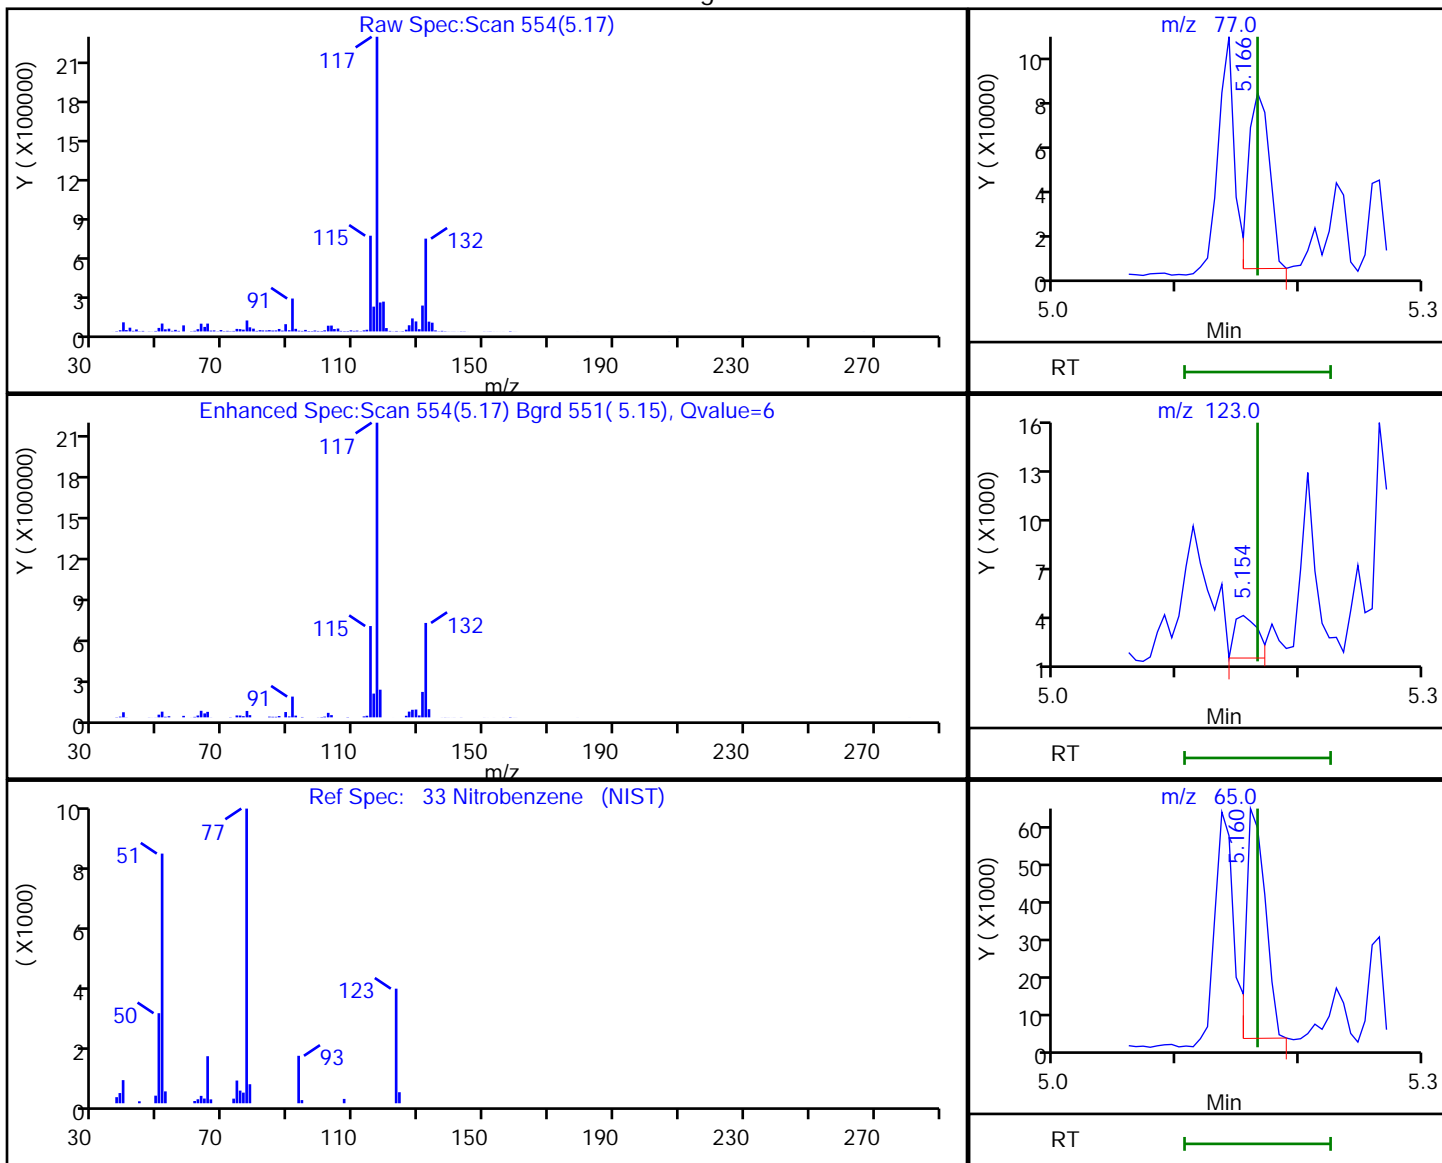 Raw Spec:Scan 554(5.17)
Y ( X100000)
21
18
15
12
9
6
3
0
117
115
132
91
30 70 110 150 190 230 270
m/z
m/z 77.0
Y ( X10000)
10
8
6
4
2
0
5.166
5.0 5.3
Min
RT
Enhanced Spec:Scan 554(5.17) Bgrd 551( 5.15), Qvalue=6
Y ( X100000)
21
18
15
12
9
6
3
0
117
115
132
91
30 70 110 150 190 230 270
m/z
m/z 123.0
Y ( X1000)
16
13
10
7
4
1
5.154
5.0 5.3
Min
RT
Ref Spec: 33 Nitrobenzene (NIST)
( X1000)
10
8
6
4
2
0
77
51
123
50
93
30 70 110 150 190 230 270
m/z 65.0
Y ( X1000)
60
50
40
30
20
10
0
5.160
5.0 5.3
Min
RT